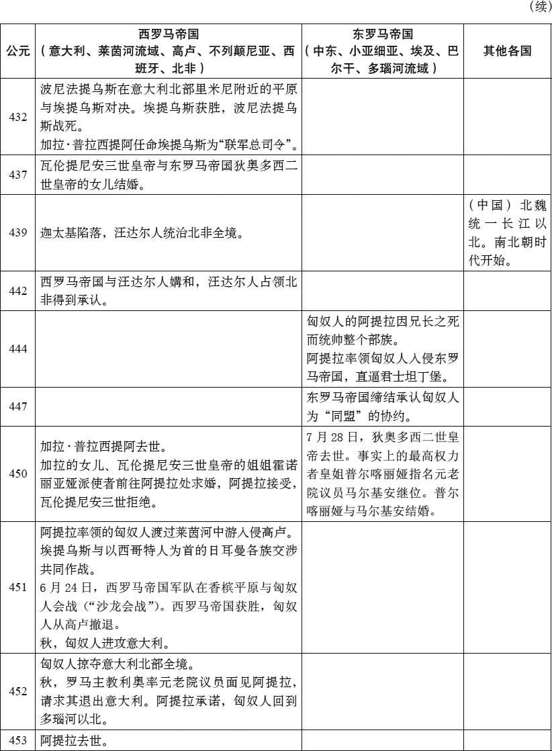 （续）
公元
西罗马帝国
（意大利、莱茵河流域、高卢、不列颠尼亚、西
班牙、北非）
东罗马帝国
（中东、小亚细亚、埃及、巴
尔干、多瑙河流域）
其他各国
432
波尼法提乌斯在意大利北部里米尼附近的平原
与埃提乌斯对决。埃提乌斯获胜，波尼法提乌
斯战死。
加拉·普拉西提阿任命埃提乌斯为“联军总司令”。
437
瓦伦提尼安三世皇帝与东罗马帝国狄奥多西二
世皇帝的女儿结婚。
439
迦太基陷落，汪达尔人统治北非全境。
（中国）北魏
统一长江以
北。南北朝时
代开始。
442
西罗马帝国与汪达尔人媾和，汪达尔人占领北
非得到承认。
444
匈奴人的阿提拉因兄长之死
而统帅整个部族。
阿提拉率领匈奴人入侵东罗
马帝国，直逼君士坦丁堡。
447
东罗马帝国缔结承认匈奴人
为“同盟”的协约。
450
加拉·普拉西提阿去世。
加拉的女儿、瓦伦提尼安三世皇帝的姐姐霍诺
丽亚娅派使者前往阿提拉处求婚，阿提拉接受，
瓦伦提尼安三世拒绝。
7 月 28 日，狄奥多西二世皇
帝去世。事实上的最高权力
者皇姐普尔喀丽娅指名元老
院议员马尔基安继位。普尔
喀丽娅与马尔基安结婚。
451
阿提拉率领的匈奴人渡过莱茵河中游入侵高卢。
埃提乌斯与以西哥特人为首的日耳曼各族交涉
共同作战。
6 月 24 日，西罗马帝国军队在香槟平原与匈奴
人会战（“沙龙会战”）。西罗马帝国获胜，匈奴
人从高卢撤退。
秋，匈奴人进攻意大利。
452
匈奴人掠夺意大利北部全境。
秋，罗马主教利奥率元老院议员面见阿提拉，
请求其退出意大利。阿提拉承诺，匈奴人回到
多瑙河以北。
453
阿提拉去世。